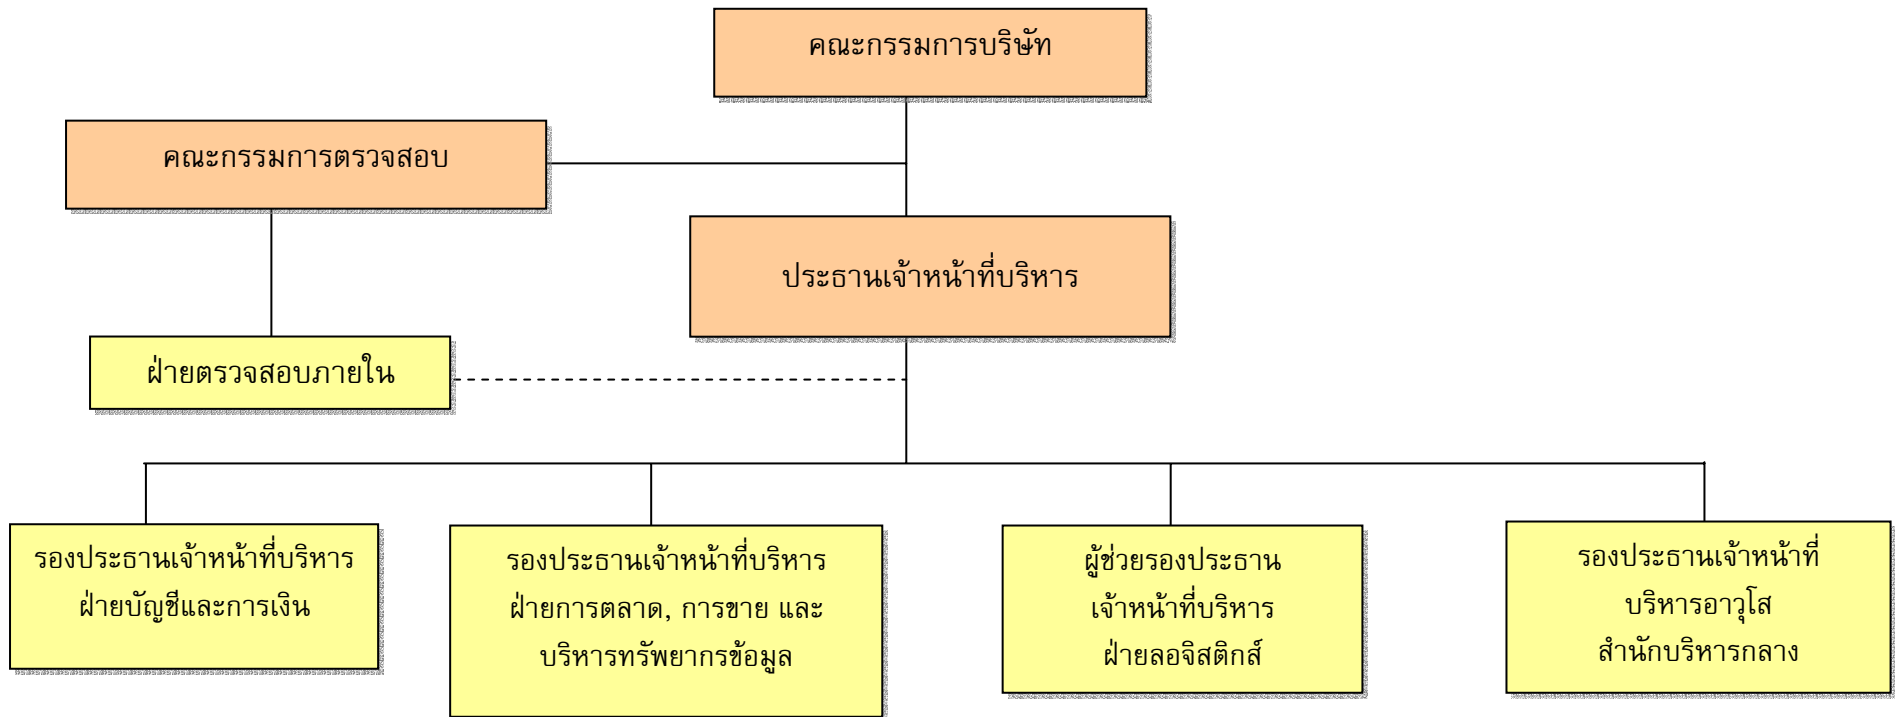 คณะกรรมการบริษัท
คณะกรรมการตรวจสอบ
ประธานเจ้าหน้าที่บริหาร
ฝ่ายตรวจสอบภายใน
รองประธานเจ้าหน้าที่บริหาร
ฝ่ายบัญชีและการเงิน
รองประธานเจ้าหน้าที่บริหาร
ฝ่ายการตลาด, การขาย และ
บริหารทรัพยากรข้อมูล
ผู้ช่วยรองประธาน
เจ้าหน้าที่บริหาร
ฝ่ายลอจิสติกส์
รองประธานเจ้าหน้าที่
บริหารอาวุโส
สำนักบริหารกลาง